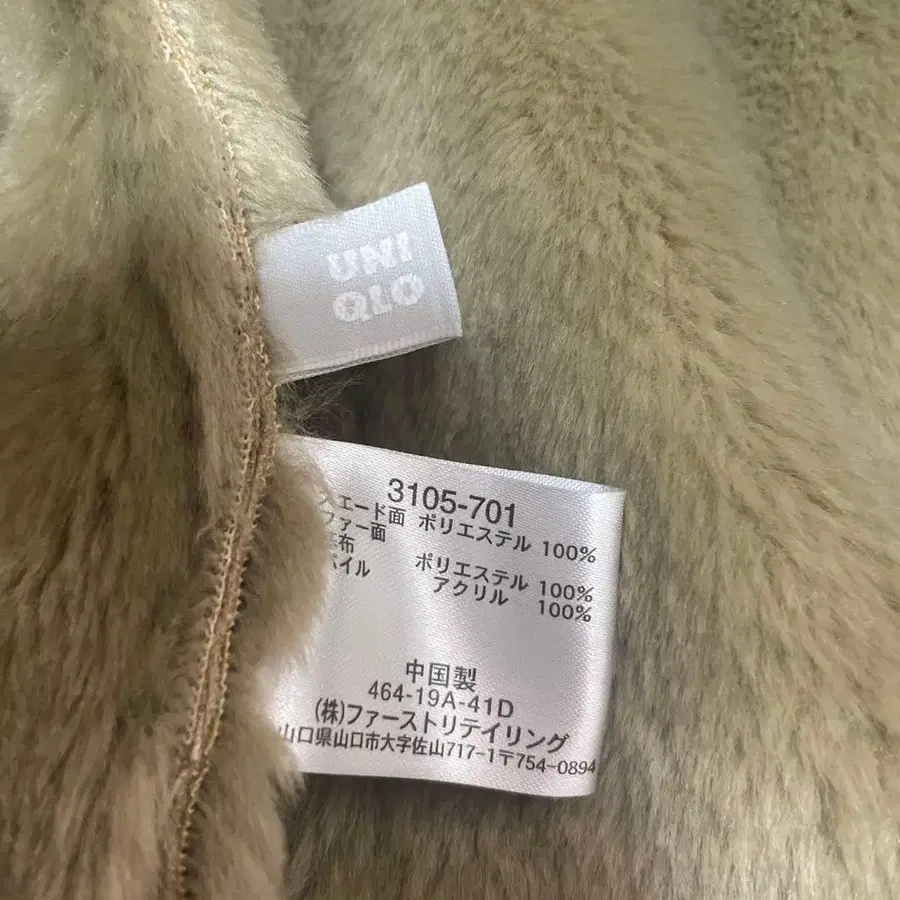 UNI
QLO
3105-701
スエード面 ポリエステル 100%
ファー面
布 ポリエステル 100%
パイル アクリル 100%
中国製
464-19A-41D
(株)ファーストリテイリング
山口県山口市大字佐山717-1〒754-0894